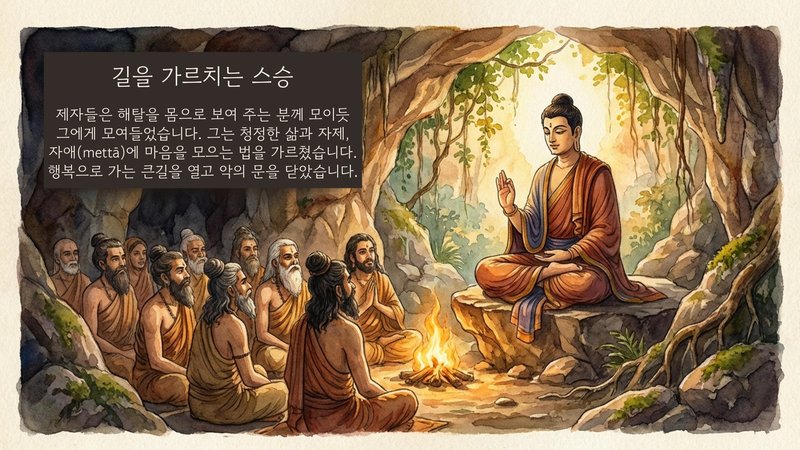 길을 가르치는 스승
제자들은 해탈을 몸으로 보여 주는 분께 모이듯
그에게 모여들었습니다. 그는 청정한 삶과 자제,
자애(mettā)에 마음을 모으는 법을 가르쳤습니다.
행복으로 가는 큰길을 열고 악의 문을 닫았습니다.